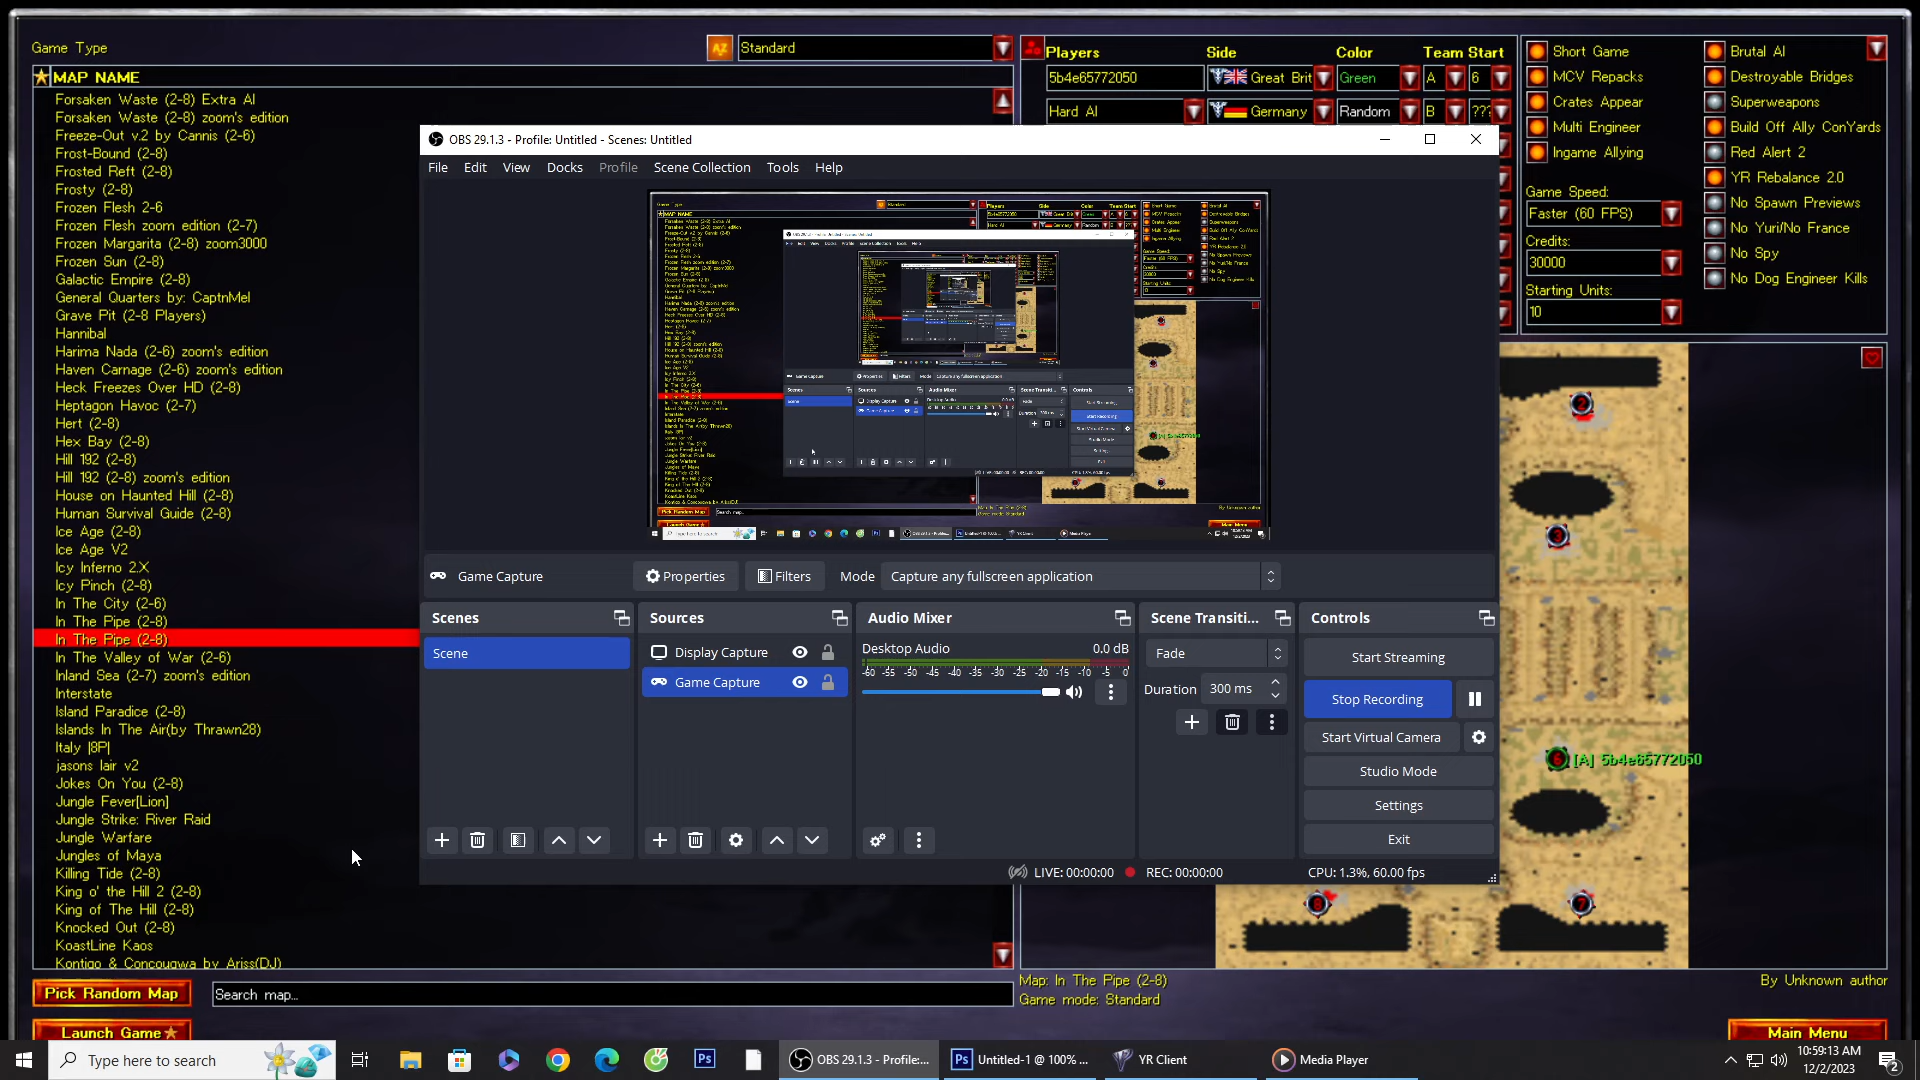 Game Type
AZ
Standard
MAP NAME
Forsaken Waste (2-8) Extra AI
Forsaken Waste (2-8) zoom's edition
Freeze-Out v.2 by Cannis (2-6)
Frost-Bound (2-8)
Frosted Reft (2-8)
Frosty (2-8)
Frozen Flesh 2-6
Frozen Flesh zoom edition (2-7)
Frozen Margarita (2-8) zoom3000
Frozen Sun (2-8)
Galactic Empire (2-8)
General Quarters by: CaptnMel
Grave Pit (2-8 Players)
Hannibal
Harima Nada (2-6) zoom's edition
Haven Carnage (2-6) zoom's edition
Heck Freezes Over HD (2-8)
Heptagon Havoc (2-7)
Hert (2-8)
Hex Bay (2-8)
Hill 192 (2-8)
Hill 192 (2-8) zoom's edition
House on Haunted Hill (2-8)
Human Survival Guide (2-8)
Ice Age (2-8)
Ice Age V2
Icy Inferno 2.X
Icy Pinch (2-8)
In The City (2-6)
In The Pipe (2-8)
In The Pipe (2-8)
In The Valley of War (2-6)
Inland Sea (2-7) zoom's edition
Interstate
Island Paradice (2-8)
Islands In The Air(by Thrawn28)
Italy |8P|
jasons lair v2
Jokes On You (2-8)
Jungle Fever[Lion]
Jungle Strike: River Raid
Jungle Warfare
Jungles of Maya
Killing Tide (2-8)
King o' the Hill 2 (2-8)
King of The Hill (2-8)
Knocked Out (2-8)
KoastLine Kaos
Kontigo & Concougwa by Ariss(DJ)
Pick Random Map
Search map...
Launch Game
Players Side Color Team Start
5b4e65772050 Great Brit Green A 6
Hard AI Germany Random B ???
Short Game
MCV Repacks
Crates Appear
Multi Engineer
Ingame Allying
Game Speed:
Faster (60 FPS)
Credits:
30000
Starting Units:
10
Brutal AI
Destroyable Bridges
Superweapons
Build Off Ally ConYards
Red Alert 2
YR Rebalance 2.0
No Spawn Previews
No Yuri/No France
No Spy
No Dog Engineer Kills
OBS 29.1.3 - Profile: Untitled - Scenes: Untitled
File Edit View Docks Profile Scene Collection Tools Help
Game Capture Properties Filters Mode Capture any fullscreen application
Scenes
Scene
Sources
Display Capture
Game Capture
Audio Mixer
Desktop Audio 0.0 dB
-60 -55 -50 -45 -40 -35 -30 -25 -20 -15 -10 -5 0
Scene Transiti...
Fade
Duration 300 ms
Controls
Start Streaming
Stop Recording
Start Virtual Camera
Studio Mode
Settings
Exit
LIVE: 00:00:00 REC: 00:00:00 CPU: 1.3%, 60.00 fps
2
3
6 [A] 5b4e65772050
8
7
Map: In The Pipe (2-8)
Game mode: Standard
By Unknown author
Main Menu
Type here to search
Ps
OBS 29.1.3 - Profile:...
Ps Untitled-1 @ 100% ...
YR Client
Media Player
10:59:13 AM
12/2/2023
2